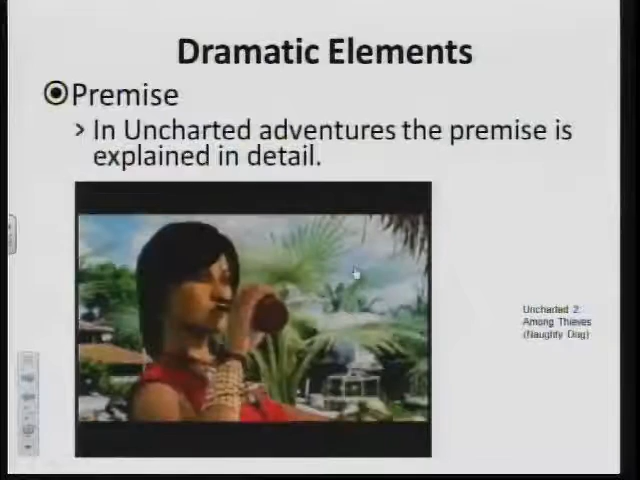 Dramatic Elements
Premise
> In Uncharted adventures the premise is
explained in detail.
Uncharted 2:
Among Thieves
(Naughty Dog)